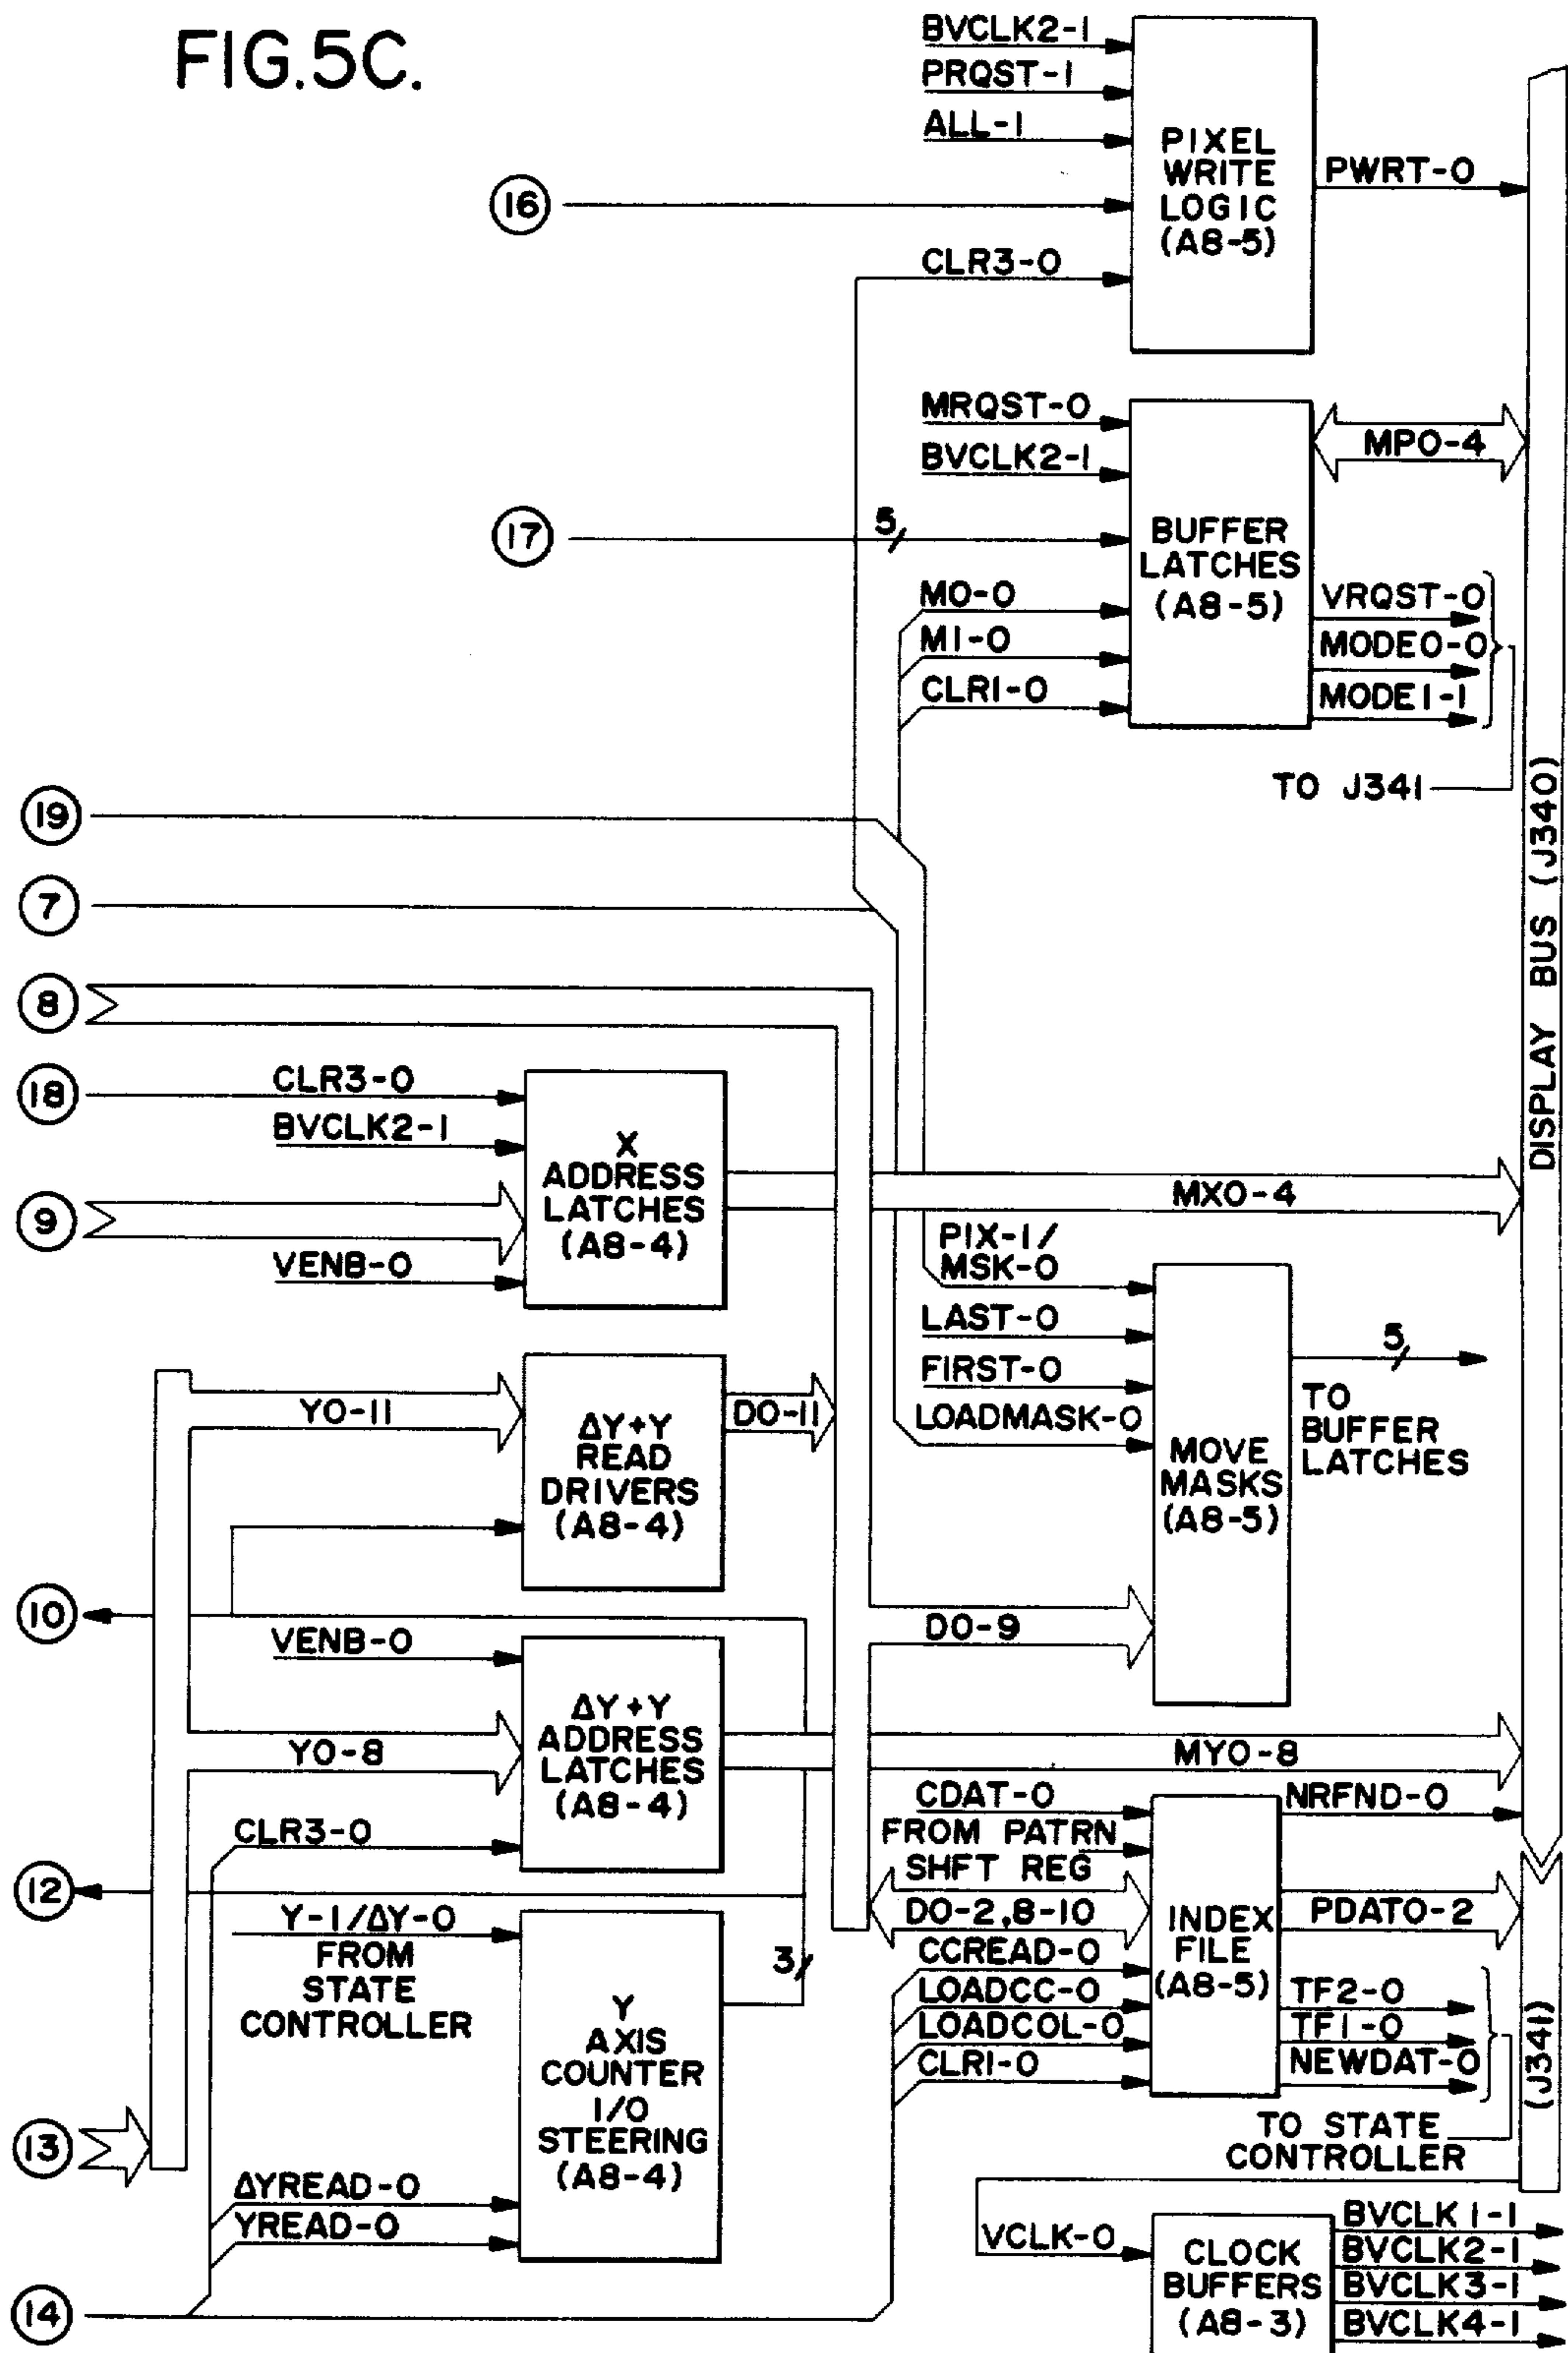 FIG.5C.
BVCLK2-1
PRQST-1
ALL-1
16
CLR3-0
PIXEL
WRITE
LOGIC
(A8-5)
PWRT-0
MRQST-0
BVCLK2-1
17
5
M0-0
M1-0
CLR1-0
BUFFER
LATCHES
(A8-5)
MP0-4
VRQST-0
MODE0-0
MODE1-1
TO J341
DISPLAY BUS (J340)
19
7
8
18
CLR3-0
BVCLK2-1
9
VENB-0
X
ADDRESS
LATCHES
(A8-4)
MX0-4
PIX-1/
MSK-0
LAST-0
FIRST-0
LOADMASK-0
MOVE
MASKS
(A8-5)
5
TO
BUFFER
LATCHES
Y0-11
ΔY+Y
READ
DRIVERS
(A8-4)
D0-11
10
D0-9
VENB-0
Y0-8
CLR3-0
ΔY+Y
ADDRESS
LATCHES
(A8-4)
MY0-8
12
CDAT-0
FROM PATRN
SHFT REG
D0-2,8-10
CCREAD-0
LOADCC-0
LOADCOL-0
CLR1-0
INDEX
FILE
(A8-5)
NRFND-0
PDAT0-2
TF2-0
TF1-0
NEWDAT-0
TO STATE
CONTROLLER
(J341)
Y-1/ΔY-0
FROM
STATE
CONTROLLER
3
Y
AXIS
COUNTER
I/O
STEERING
(A8-4)
13
ΔYREAD-0
YREAD-0
14
VCLK-0
CLOCK
BUFFERS
(A8-3)
BVCLK1-1
BVCLK2-1
BVCLK3-1
BVCLK4-1